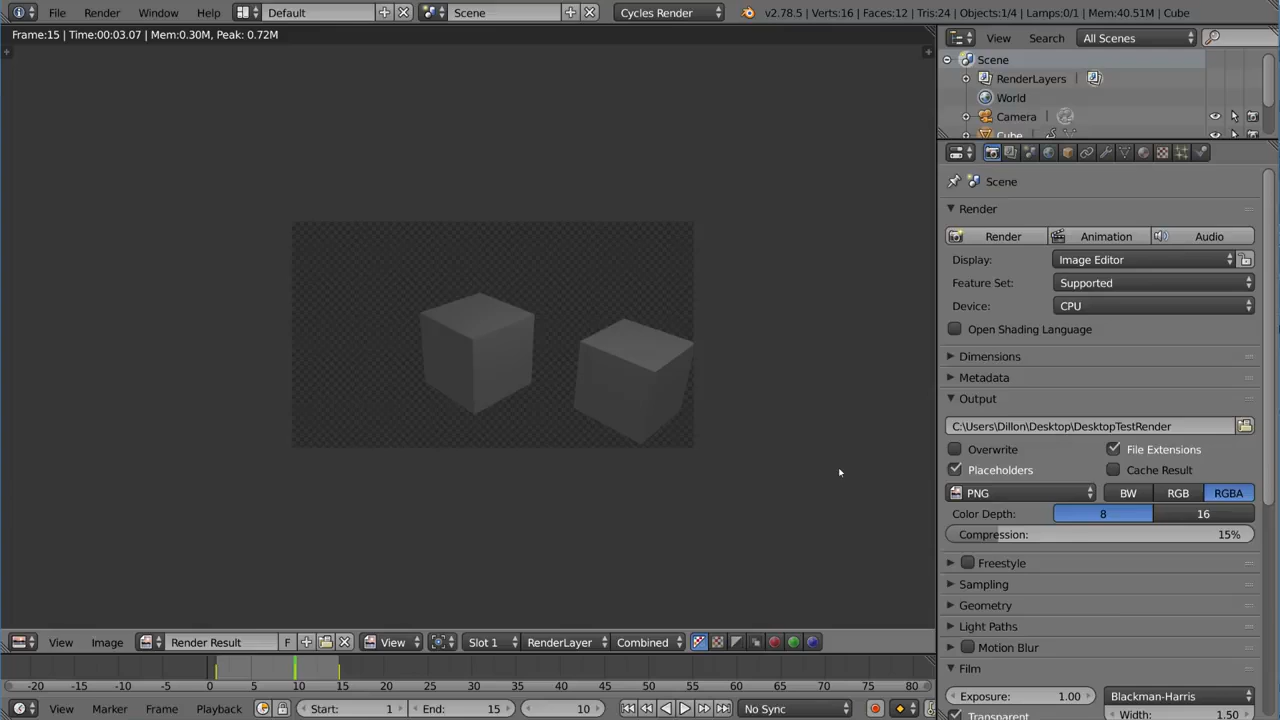 File Render Window Help Default Scene Cycles Render v2.78.5 | Verts:16 | Faces:12 | Tris:24 | Objects:1/4 | Lamps:0/1 | Mem:40.51M | Cube
Frame:15 | Time:00:03.07 | Mem:0.30M, Peak: 0.72M
View Search All Scenes
Scene
RenderLayers
World
Camera
Cube
Scene
Render
Render Animation Audio
Display: Image Editor
Feature Set: Supported
Device: CPU
Open Shading Language
Dimensions
Metadata
Output
C:\Users\Dillon\Desktop\DesktopTestRender
Overwrite File Extensions
Placeholders Cache Result
PNG BW RGB RGBA
Color Depth: 8 16
Compression: 15%
Freestyle
Sampling
Geometry
Light Paths
Motion Blur
Film
Exposure: 1.00 Blackman-Harris
Transparent Width: 1.50
View Image Render Result F View Slot 1 RenderLayer Combined
-20 -15 -10 -5 0 5 10 15 20 25 30 35 40 45 50 55 60 65 70 75 80
View Marker Frame Playback Start: 1 End: 15 10 No Sync